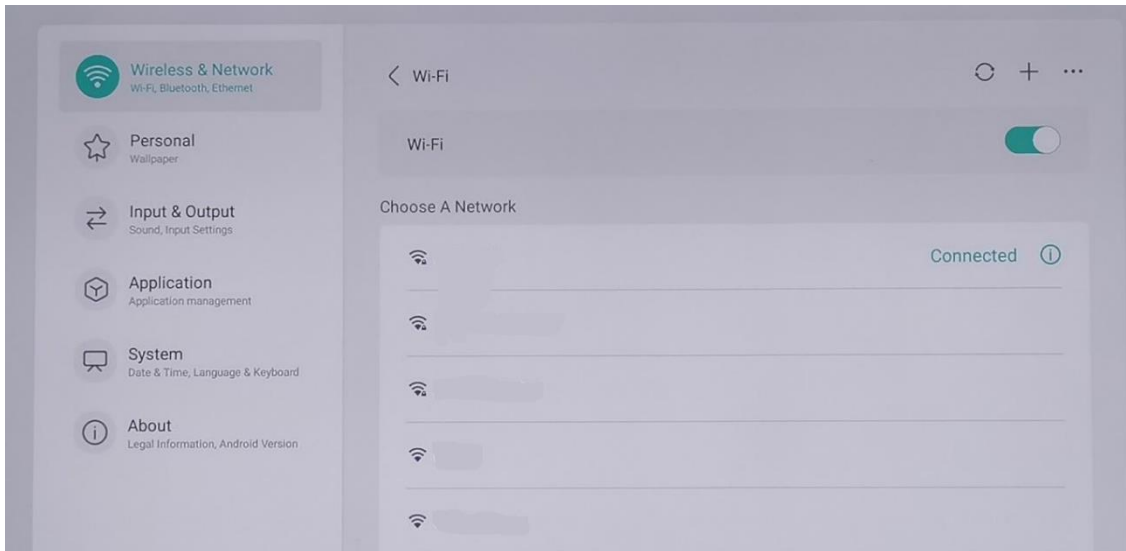 Wireless & Network
Wi-Fi, Bluetooth, Ethernet
Personal
Wallpaper
Input & Output
Sound, Input Settings
Application
Application management
System
Date & Time, Language & Keyboard
About
Legal Information, Android Version
Wi-Fi
Wi-Fi
Choose A Network
Connected